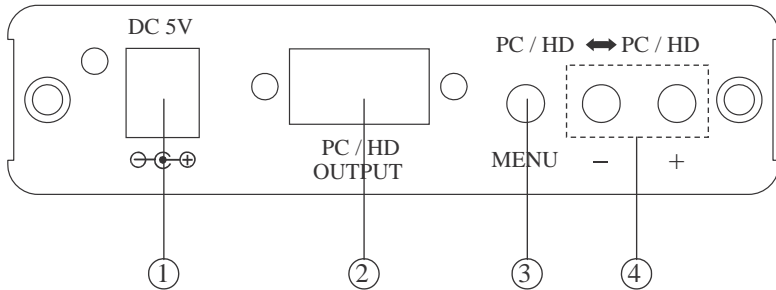 DC 5V
PC / HD ⬌ PC / HD
PC / HD
OUTPUT
MENU − +
① ② ③ ④